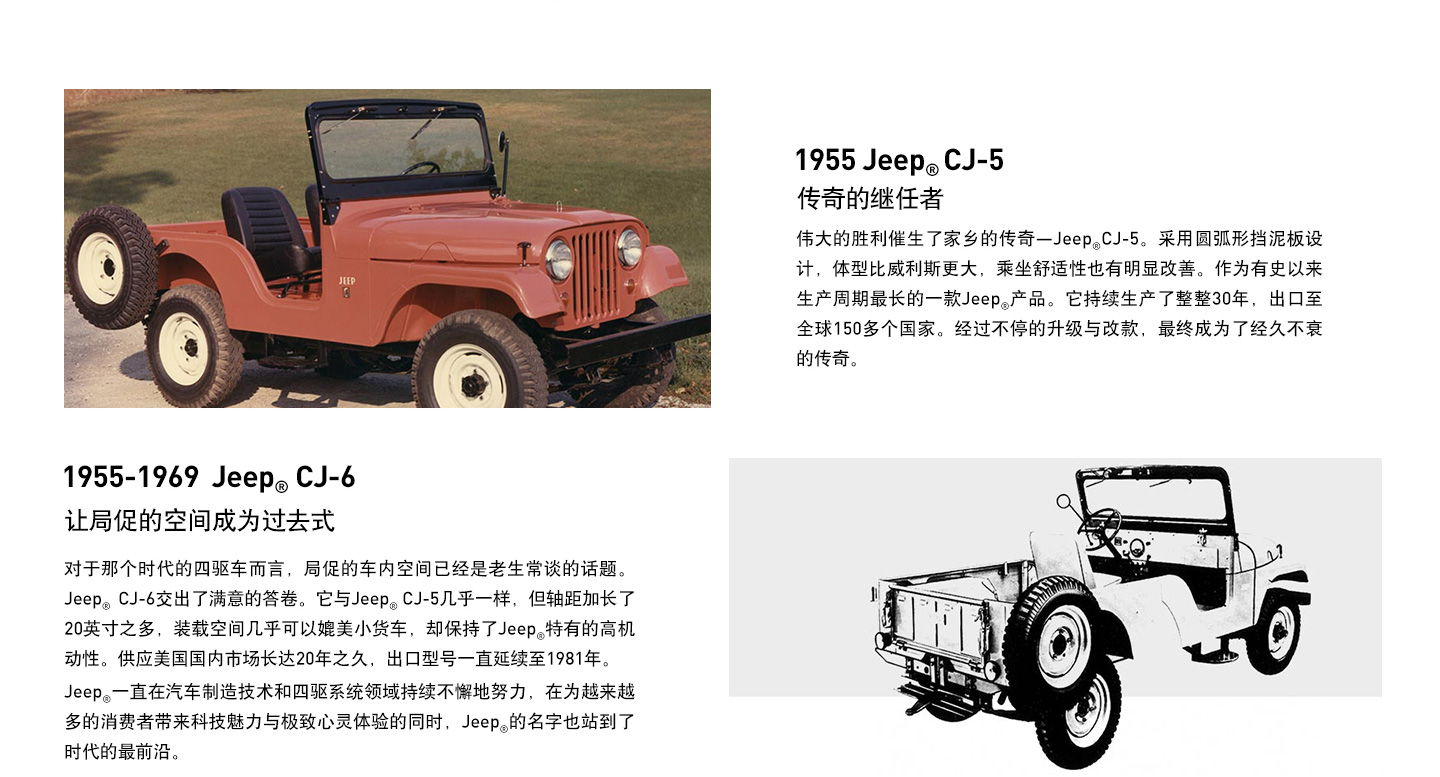 1955 Jeep® CJ-5
传奇的继任者
伟大的胜利催生了家乡的传奇—Jeep®CJ-5。采用圆弧形挡泥板设
计，体型比威利斯更大，乘坐舒适性也有明显改善。作为有史以来
生产周期最长的一款Jeep®产品。它持续生产了整整30年，出口至
全球150多个国家。经过不停的升级与改款，最终成为了经久不衰
的传奇。
JEEP
1955-1969 Jeep® CJ-6
让局促的空间成为过去式
对于那个时代的四驱车而言，局促的车内空间已经是老生常谈的话题。
Jeep® CJ-6交出了满意的答卷。它与Jeep® CJ-5几乎一样，但轴距加长了
20英寸之多，装载空间几乎可以媲美小货车，却保持了Jeep®特有的高机
动性。供应美国国内市场长达20年之久，出口型号一直延续至1981年。
Jeep®一直在汽车制造技术和四驱系统领域持续不懈地努力，在为越来越
多的消费者带来科技魅力与极致心灵体验的同时，Jeep®的名字也站到了
时代的最前沿。